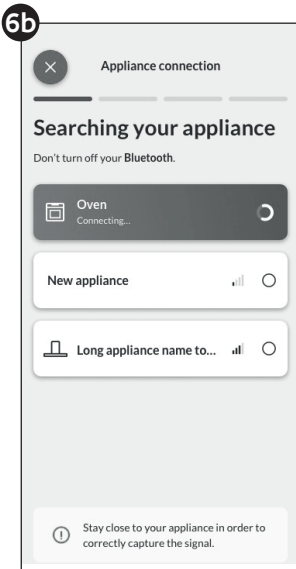 6b
Appliance connection
Searching your appliance
Don't turn off your Bluetooth.
Oven
Connecting...
New appliance
Long appliance name to...
Stay close to your appliance in order to
correctly capture the signal.